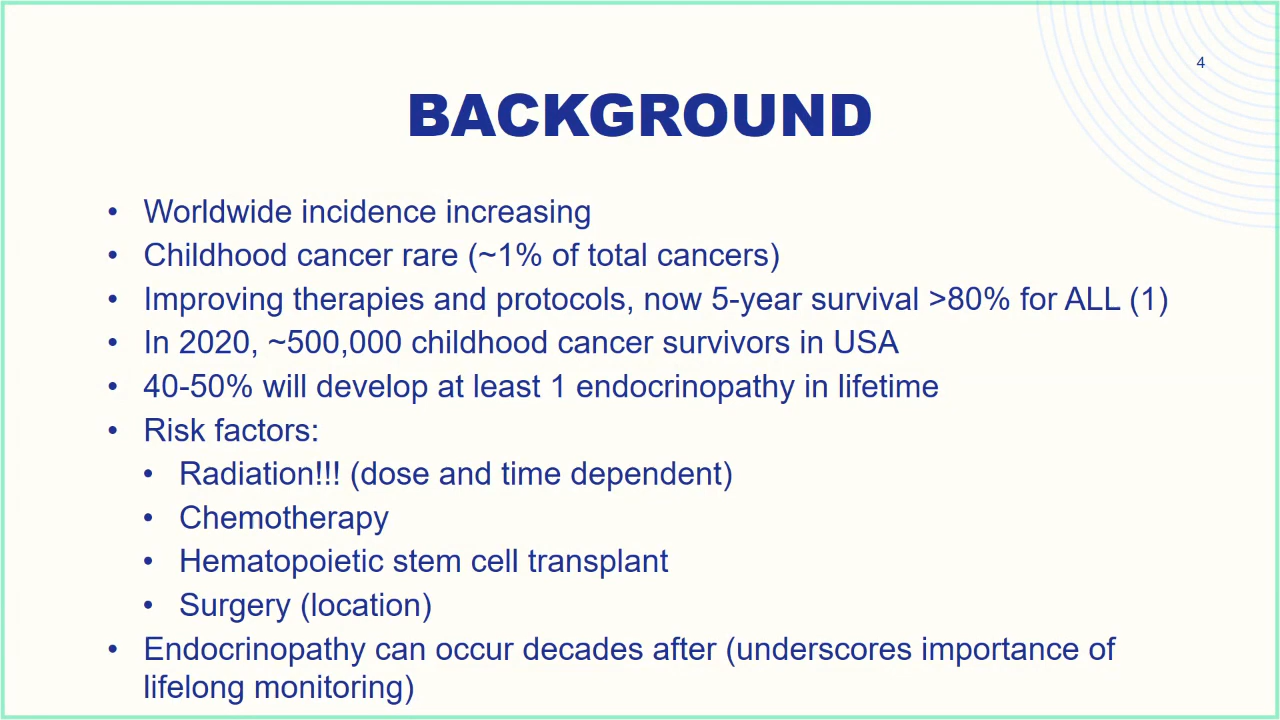 4
BACKGROUND
• Worldwide incidence increasing
• Childhood cancer rare (~1% of total cancers)
• Improving therapies and protocols, now 5-year survival >80% for ALL (1)
• In 2020, ~500,000 childhood cancer survivors in USA
• 40-50% will develop at least 1 endocrinopathy in lifetime
• Risk factors:
• Radiation!!! (dose and time dependent)
• Chemotherapy
• Hematopoietic stem cell transplant
• Surgery (location)
• Endocrinopathy can occur decades after (underscores importance of
lifelong monitoring)